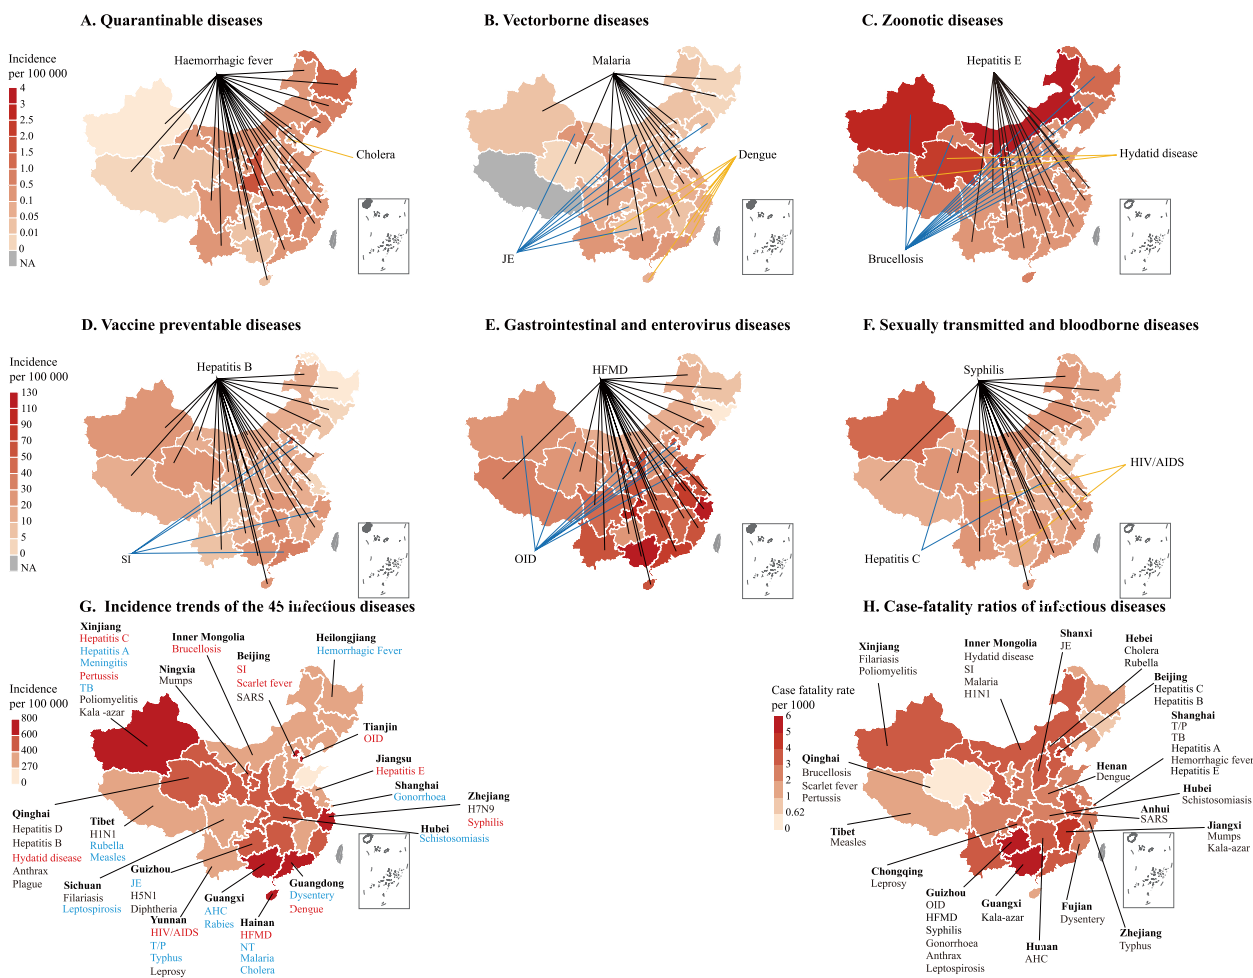 A. Quarantinable diseases
B. Vectorborne diseases
C. Zoonotic diseases
Incidence
per 100 000
4
3
2.5
2.0
1.5
1.0
0.5
0.1
0.05
0.01
0
NA
Haemorrhagic fever
Cholera
Malaria
Dengue
JE
Hepatitis E
Hydatid disease
Brucellosis
D. Vaccine preventable diseases
E. Gastrointestinal and enterovirus diseases
F. Sexually transmitted and bloodborne diseases
Incidence
per 100 000
130
110
90
70
50
40
30
20
10
5
0
NA
Hepatitis B
SI
HFMD
OID
Syphilis
HIV/AIDS
Hepatitis C
G. Incidence trends of the 45 infectious diseases
Incidence
per 100 000
800
600
400
270
0
Xinjiang
Hepatitis C
Hepatitis A
Meningitis
Pertussis
TB
Poliomyelitis
Kala -azar
Inner Mongolia
Brucellosis
Ningxia
Mumps
Beijing
SI
Scarlet fever
SARS
Heilongjiang
Hemorrhagic Fever
Tianjin
OID
Jiangsu
Hepatitis E
Shanghai
Gonorrhoea
Zhejiang
H7N9
Syphilis
Hubei
Schistosomiasis
Qinghai
Hepatitis D
Hepatitis B
Hydatid disease
Anthrax
Plague
Tibet
H1N1
Rubella
Measles
Sichuan
Filariasis
Leptospirosis
Guizhou
JE
H5N1
Diphtheria
Yunnan
HIV/AIDS
T/P
Typhus
Leprosy
Guangxi
AHC
Rabies
Hainan
HFMD
NT
Malaria
Cholera
Guangdong
Dysentery
Dengue
H. Case-fatality ratios of infectious diseases
Case fatality rate
per 1000
6
5
4
3
2
1
0.62
0
Xinjiang
Filariasis
Poliomyelitis
Inner Mongolia
Hydatid disease
SI
Malaria
H1N1
Shanxi
JE
Hebei
Cholera
Rubella
Beijing
Hepatitis C
Hepatitis B
Shanghai
T/P
TB
Hepatitis A
Hemorrhagic fever
Hepatitis E
Qinghai
Brucellosis
Scarlet fever
Pertussis
Henan
Dengue
Hubei
Schistosomiasis
Anhui
SARS
Jiangxi
Mumps
Kala-azar
Tibet
Measles
Chongqing
Leprosy
Guizhou
OID
HFMD
Syphilis
Gonorrhoea
Anthrax
Leptospirosis
Guangxi
Kala-azar
Hunan
AHC
Fujian
Dysentery
Zhejiang
Typhus